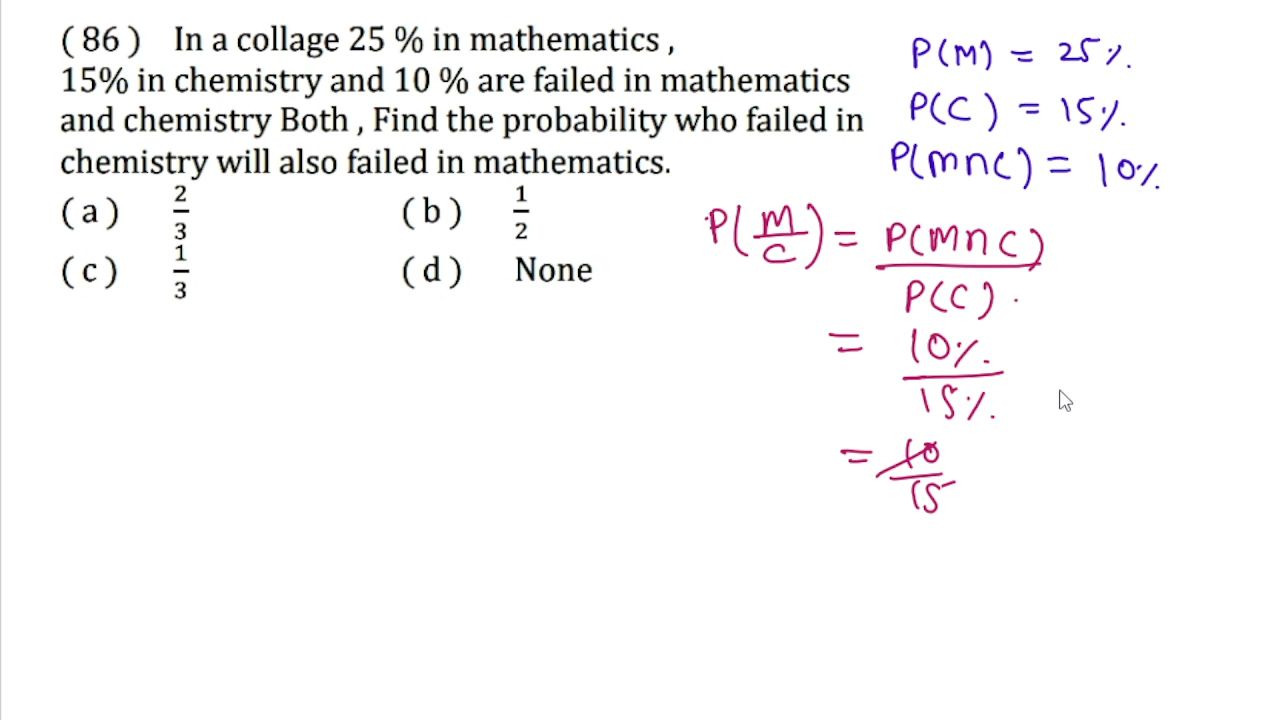 ( 86 ) In a collage 25 % in mathematics ,
15% in chemistry and 10 % are failed in mathematics
and chemistry Both , Find the probability who failed in
chemistry will also failed in mathematics.
( a ) 2/3 ( b ) 1/2
( c ) 1/3 ( d ) None
P(M) = 25%.
P(C) = 15%.
P(M∩C) = 10%.
P(M/C) = P(M∩C)/P(C).
= 10%./15%.
= 10/15